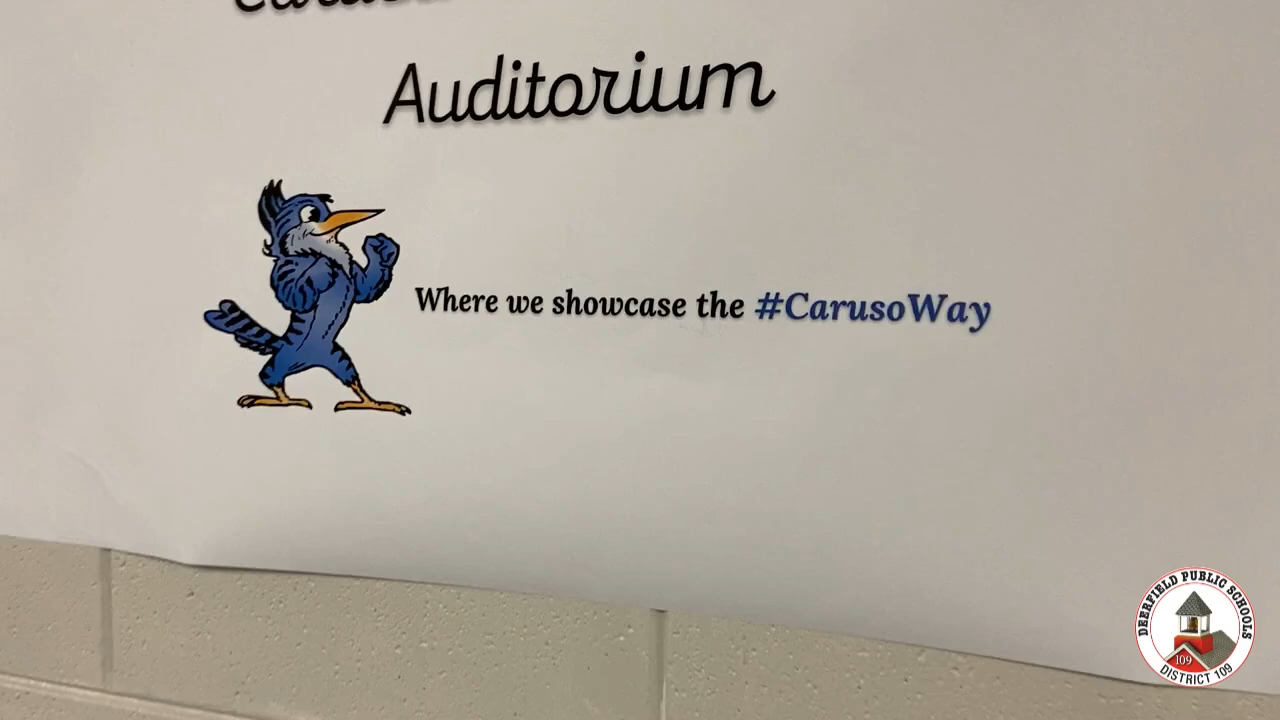 Auditorium
Where we showcase the #CarusoWay
DEERFIELD PUBLIC SCHOOLS
109
DISTRICT 109